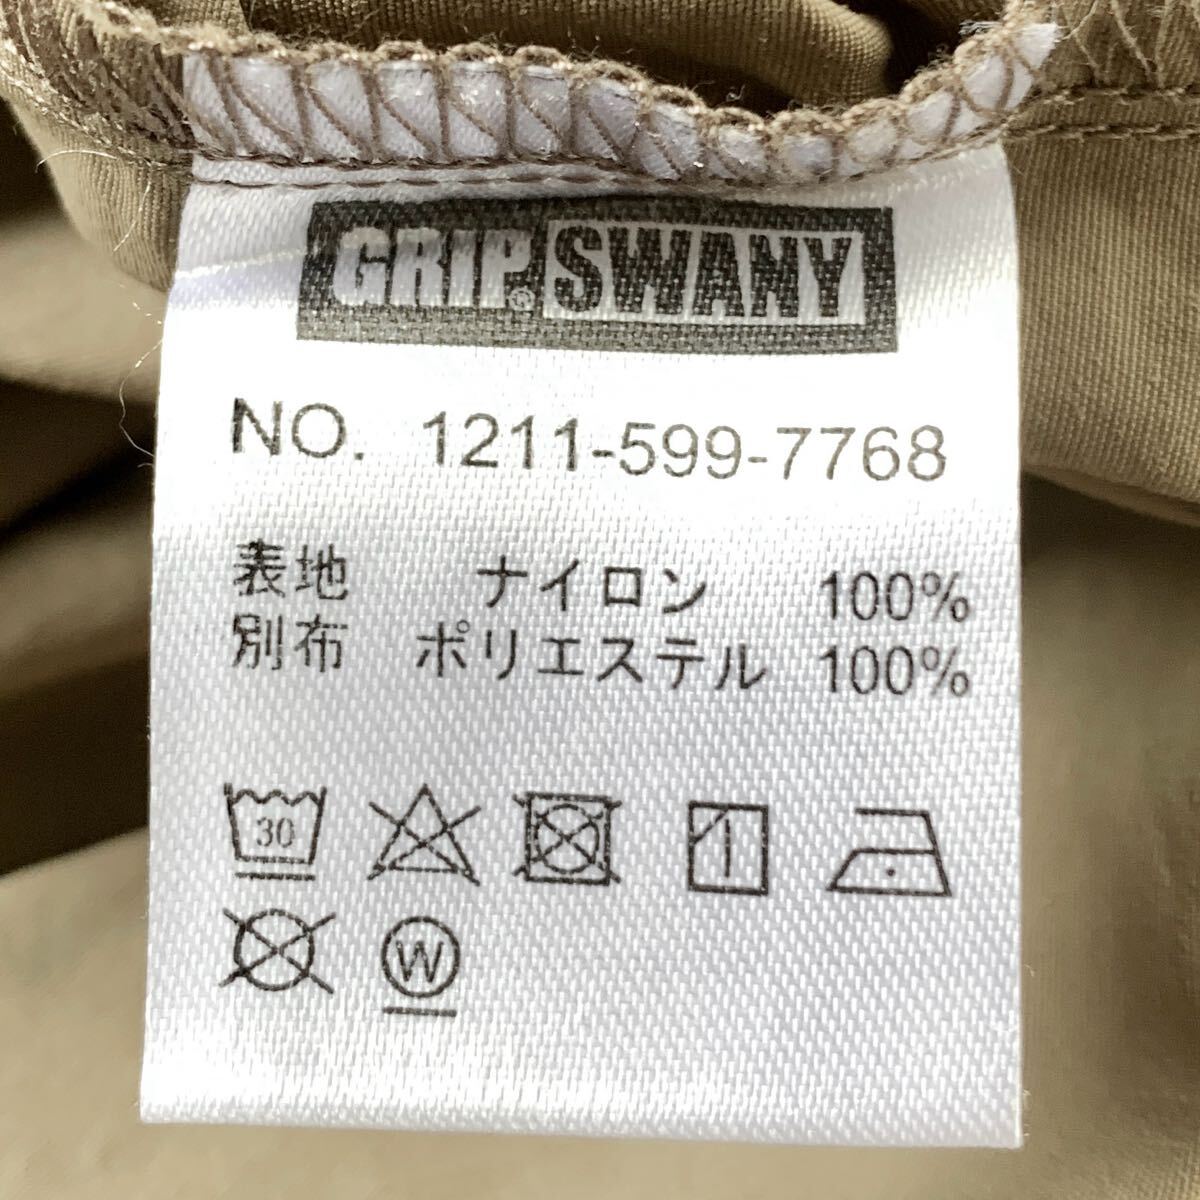 GRIP® SWANY
NO. 1211-599-7768
表地 ナイロン 100%
別布 ポリエステル 100%
30
W